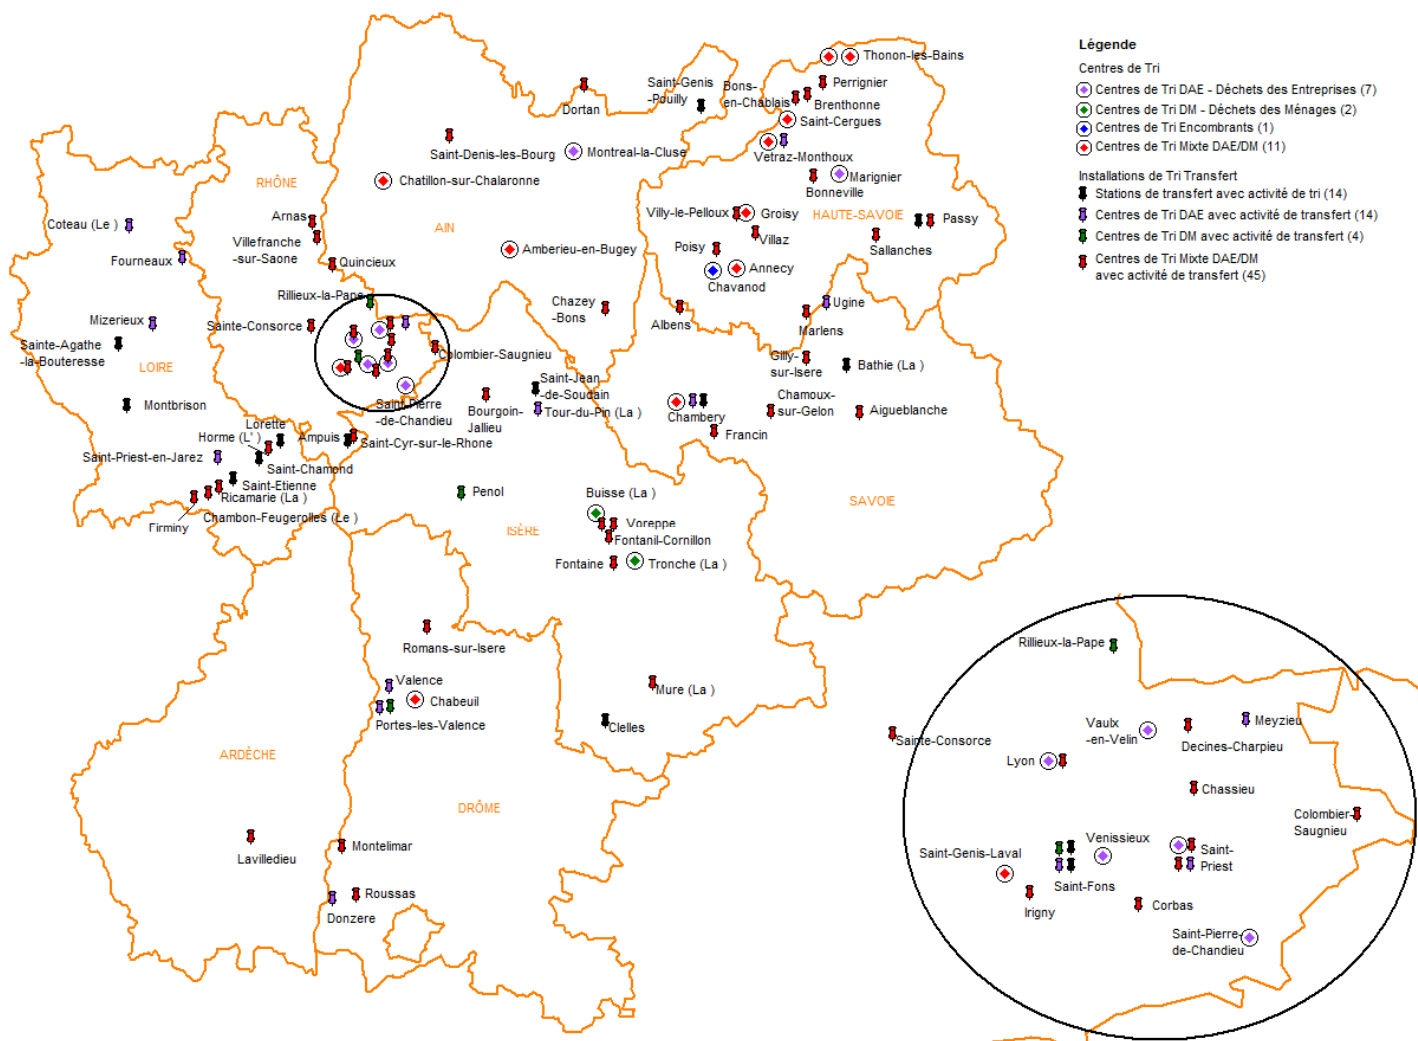 Légende
Centres de Tri
Centres de Tri DAE - Déchets des Entreprises (7)
Centres de Tri DM - Déchets des Ménages (2)
Centres de Tri Encombrants (1)
Centres de Tri Mixte DAE/DM (11)
Installations de Tri Transfert
Stations de transfert avec activité de tri (14)
Centres de Tri DAE avec activité de transfert (14)
Centres de Tri DM avec activité de transfert (4)
Centres de Tri Mixte DAE/DM
avec activité de transfert (45)
Thonon-les-Bains
Saint-Genis
-Pouilly
Bons-
en-Chablais
Perrignier
Brenthonne
Saint-Cergues
Dortan
Saint-Denis-les-Bourg
Montreal-la-Cluse
Vetraz-Monthoux
Marignier
Bonneville
RHÔNE
Chatillon-sur-Chalaronne
Arnas
Coteau (Le )
AIN
Villy-le-Pelloux
Groisy
HAUTE-SAVOIE
Passy
Villaz
Villefranche
-sur-Saone
Amberieu-en-Bugey
Poisy
Sallanches
Fourneaux
Quincieux
Annecy
Chavanod
Rillieux-la-Pape
Chazey
-Bons
Albens
Ugine
Marlens
Mizerieux
Sainte-Consorce
Sainte-Agathe
-la-Bouteresse
Colombier-Saugnieu
LOIRE
Gilly-
sur-Isere
Bathie (La )
Saint-Jean
-de-Soudain
Montbrison
Saint-Pierre
-de-Chandieu
Bourgoin-
Jallieu
Tour-du-Pin (La )
Chambery
Chamoux-
sur-Gelon
Aigueblanche
Francin
Lorette
Horme (L' )
Ampuis
Saint-Cyr-sur-le-Rhone
Saint-Priest-en-Jarez
Saint-Chamond
Saint-Etienne
Ricamarie (La )
Chambon-Feugerolles (Le )
Firminy
Penol
Buisse (La )
SAVOIE
Voreppe
ISÈRE
Fontanil-Cornillon
Fontaine
Tronche (La )
Romans-sur-Isere
Valence
Chabeuil
Portes-les-Valence
Mure (La )
Clelles
ARDÈCHE
DRÔME
Lavilledieu
Montelimar
Roussas
Donzere
Rillieux-la-Pape
Sainte-Consorce
Vaulx
-en-Velin
Meyzieu
Decines-Charpieu
Lyon
Chassieu
Colombier-
Saugnieu
Venissieux
Saint-Genis-Laval
Saint-
Priest
Saint-Fons
Irigny
Corbas
Saint-Pierre-
de-Chandieu